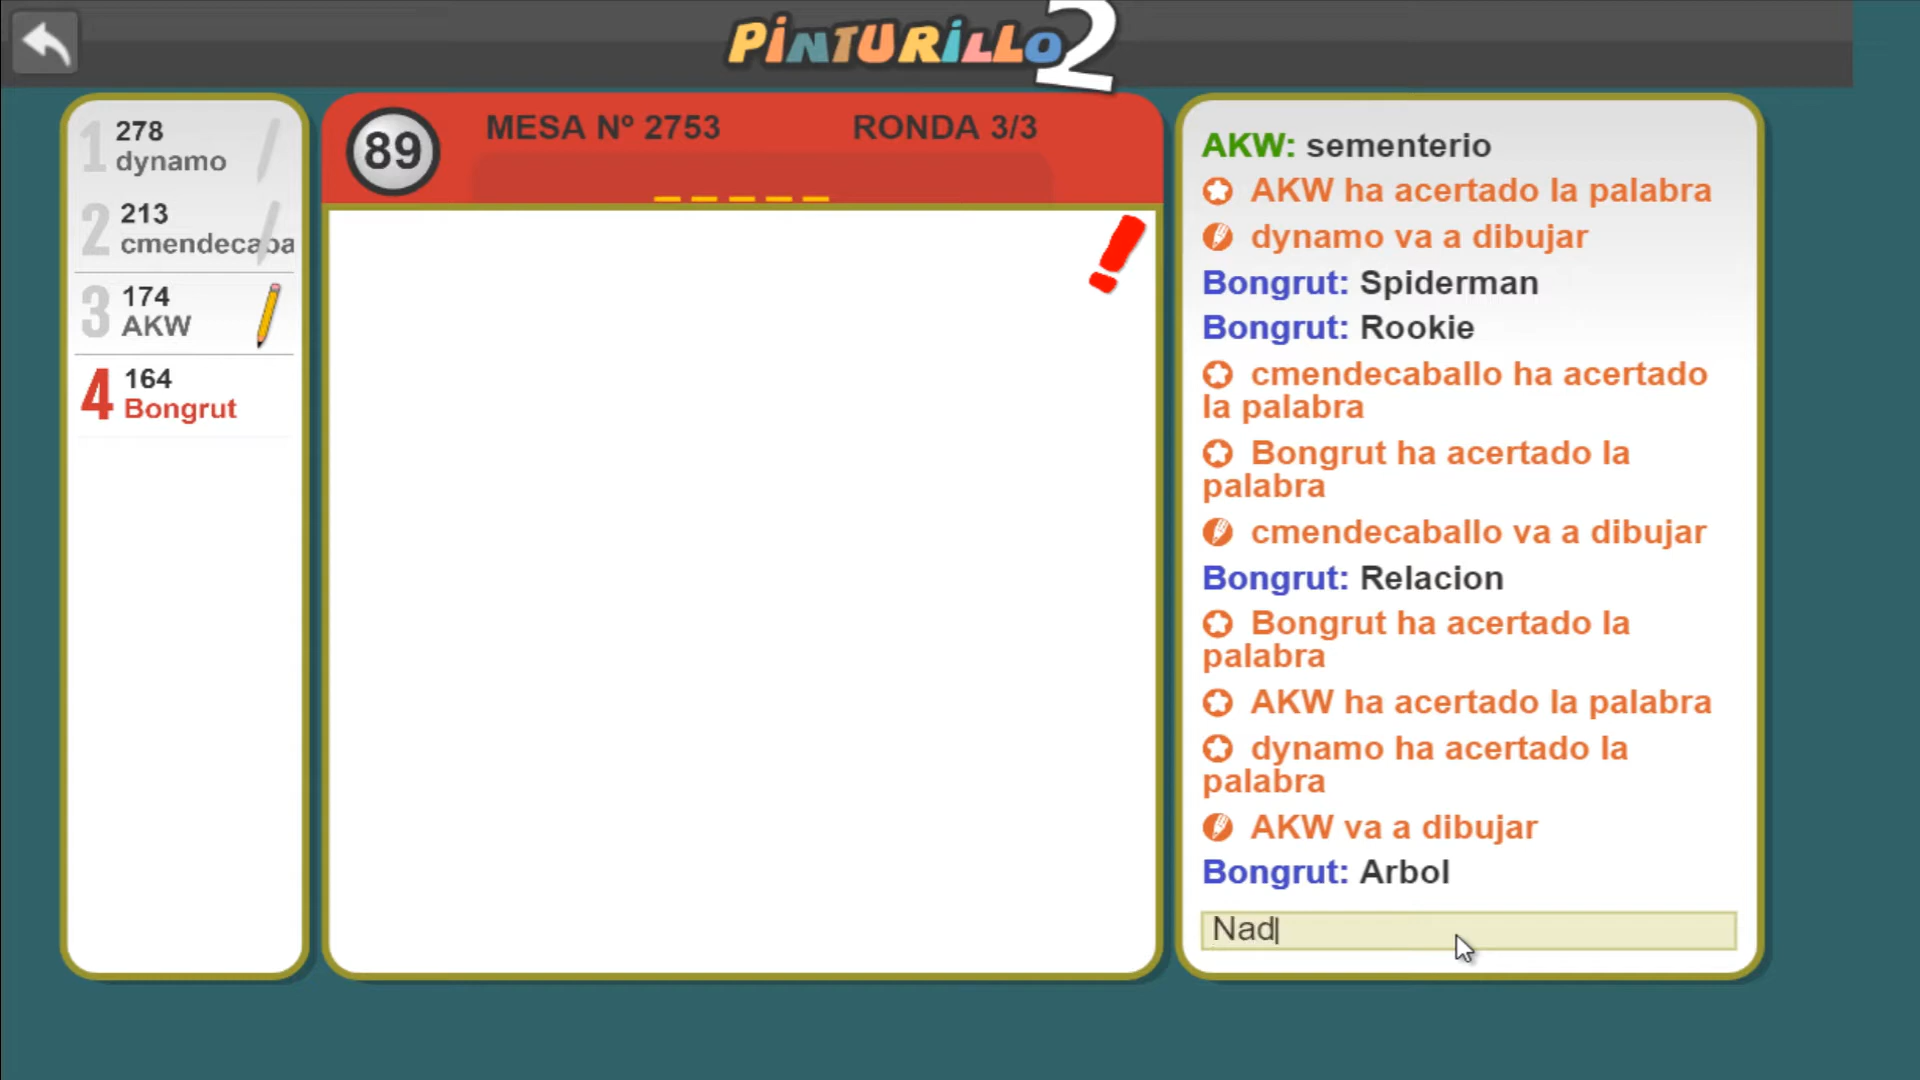 PINTURILLO 2
1 278
dynamo
2 213
cmendecaba
3 174
AKW
4 164
Bongrut
89
MESA Nº 2753
RONDA 3/3
_ _ _ _ _
AKW: sementerio
AKW ha acertado la palabra
dynamo va a dibujar
Bongrut: Spiderman
Bongrut: Rookie
cmendecaballo ha acertado
la palabra
Bongrut ha acertado la
palabra
cmendecaballo va a dibujar
Bongrut: Relacion
Bongrut ha acertado la
palabra
AKW ha acertado la palabra
dynamo ha acertado la
palabra
AKW va a dibujar
Bongrut: Arbol
Nad